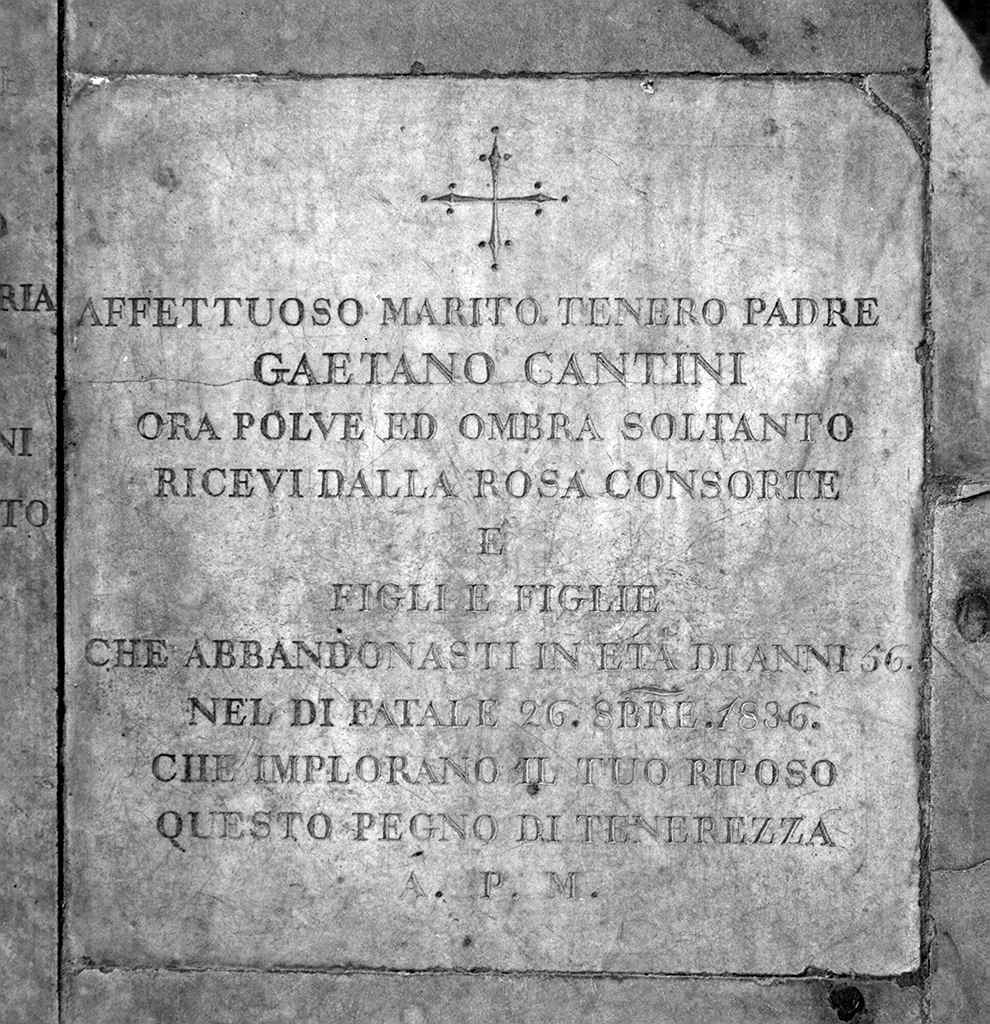 AFFETTUOSO MARITO TENERO PADRE
GAETANO CANTINI
ORA POLVE ED OMBRA SOLTANTO
RICEVI DALLA ROSA CONSORTE
E
FIGLI E FIGLIE
CHE ABBANDONASTI IN ETÀ DI ANNI 56.
NEL DI FATALE 26. 8BRE. 1836.
CHE IMPLORANO IL TUO RIPOSO
QUESTO PEGNO DI TENEREZZA
A. P. M.
RIA
NI
TO